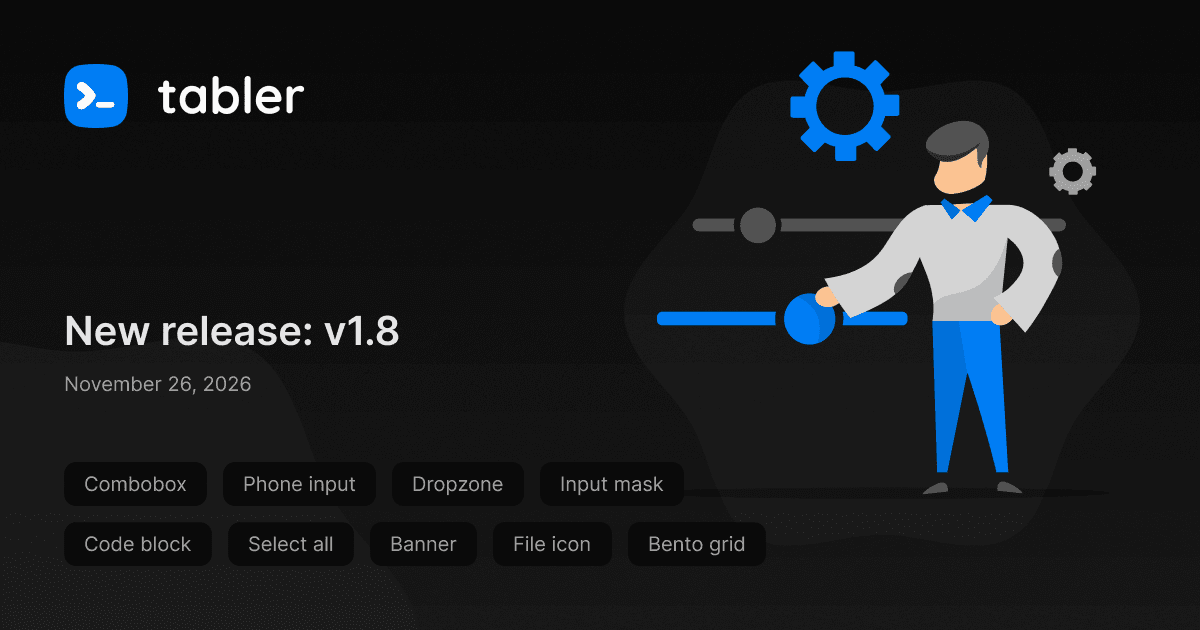 tabler
New release: v1.8
November 26, 2026
Combobox Phone input Dropzone Input mask
Code block Select all Banner File icon Bento grid